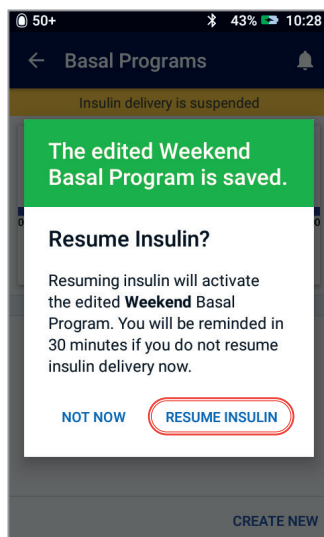 50+ 43% 10:28
Basal Programs
Insulin delivery is suspended
The edited Weekend
Basal Program is saved.
Resume Insulin?
Resuming insulin will activate
the edited Weekend Basal
Program. You will be reminded in
30 minutes if you do not resume
insulin delivery now.
NOT NOW RESUME INSULIN
CREATE NEW